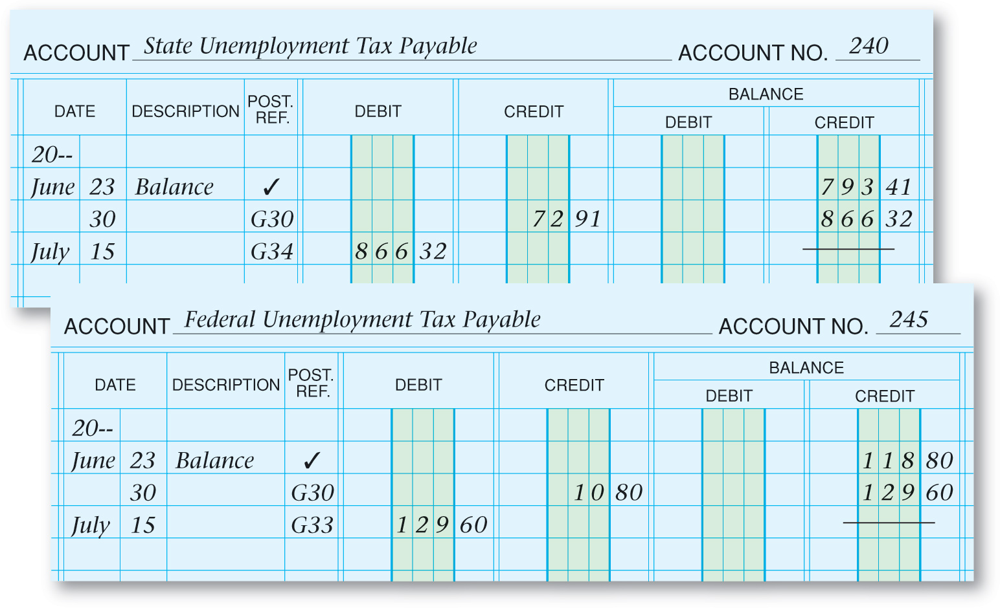 ACCOUNT State Unemployment Tax Payable ACCOUNT NO. 240
DATE DESCRIPTION POST. REF. DEBIT CREDIT BALANCE
DEBIT CREDIT
20--
June 23 Balance ✓ 793 41
30 G30 72 91 866 32
July 15 G34 866 32
ACCOUNT Federal Unemployment Tax Payable ACCOUNT NO. 245
DATE DESCRIPTION POST. REF. DEBIT CREDIT BALANCE
DEBIT CREDIT
20--
June 23 Balance ✓ 118 80
30 G30 10 80 129 60
July 15 G33 129 60